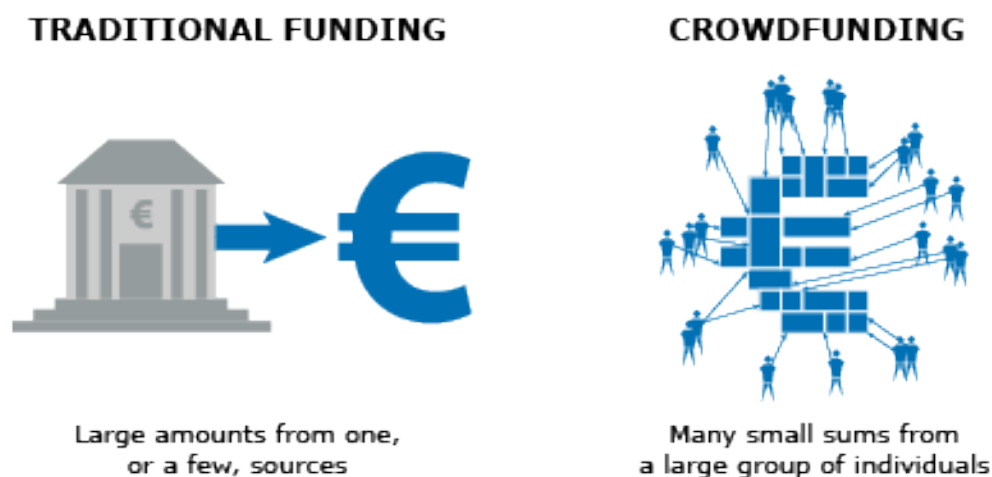 TRADITIONAL FUNDING
CROWDFUNDING
€
€
Large amounts from one,
or a few, sources
Many small sums from
a large group of individuals